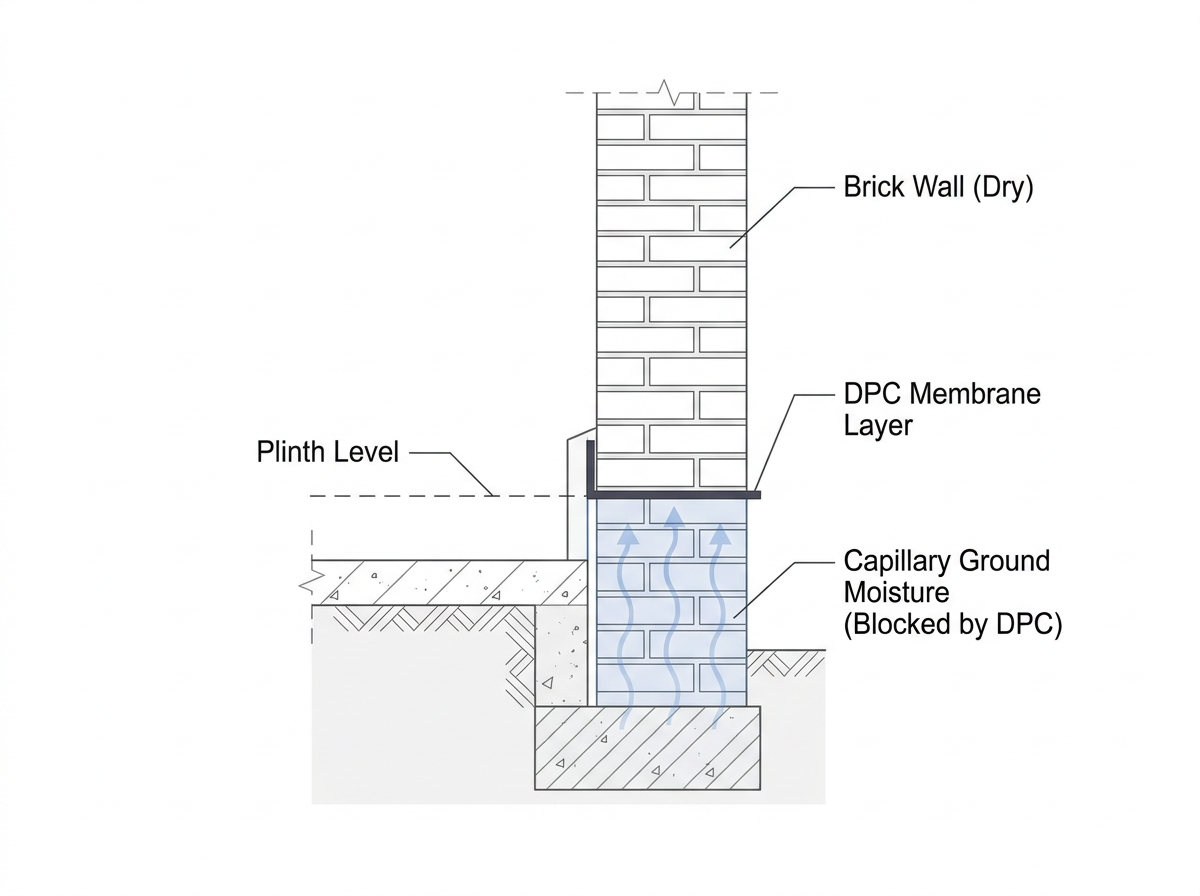 Brick Wall (Dry)
DPC Membrane
Layer
Plinth Level
Capillary Ground
Moisture
(Blocked by DPC)